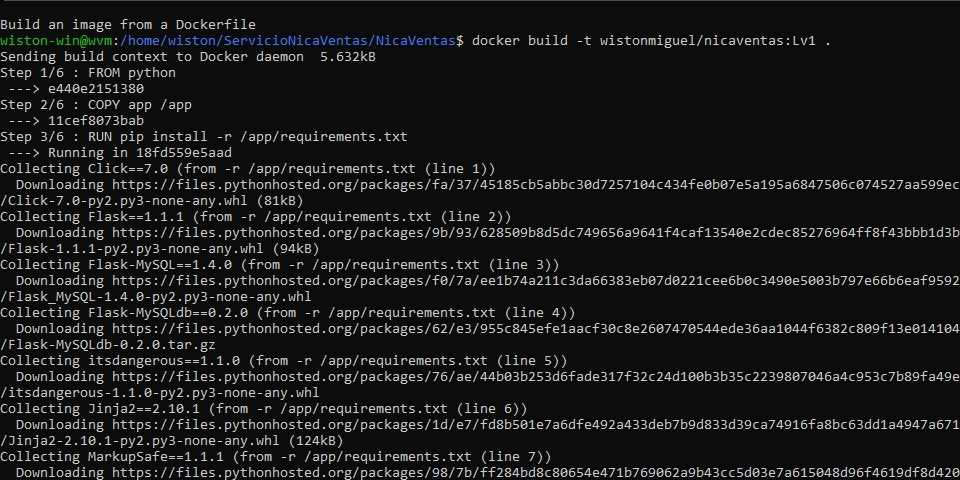 Build an image from a Dockerfile
wiston-win@wvm:/home/wiston/ServicioNicaVentas/NicaVentas$ docker build -t wistonmiguel/nicaventas:Lv1 .
Sending build context to Docker daemon  5.632kB
Step 1/6 : FROM python
 ---> e440e2151380
Step 2/6 : COPY app /app
 ---> 11cef8073bab
Step 3/6 : RUN pip install -r /app/requirements.txt
 ---> Running in 18fd559e5aad
Collecting Click==7.0 (from -r /app/requirements.txt (line 1))
  Downloading https://files.pythonhosted.org/packages/fa/37/45185cb5abbc30d7257104c434fe0b07e5a195a6847506c074527aa599ec
/Click-7.0-py2.py3-none-any.whl (81kB)
Collecting Flask==1.1.1 (from -r /app/requirements.txt (line 2))
  Downloading https://files.pythonhosted.org/packages/9b/93/628509b8d5dc749656a9641f4caf13540e2cdec85276964ff8f43bbb1d3b
/Flask-1.1.1-py2.py3-none-any.whl (94kB)
Collecting Flask-MySQL==1.4.0 (from -r /app/requirements.txt (line 3))
  Downloading https://files.pythonhosted.org/packages/f0/7a/ee1b74a211c3da66383eb07d0221cee6b0c3490e5003b797e66b6eaf9592
/Flask_MySQL-1.4.0-py2.py3-none-any.whl
Collecting Flask-MySQLdb==0.2.0 (from -r /app/requirements.txt (line 4))
  Downloading https://files.pythonhosted.org/packages/62/e3/955c845efe1aacf30c8e2607470544ede36aa1044f6382c809f13e014104
/Flask-MySQLdb-0.2.0.tar.gz
Collecting itsdangerous==1.1.0 (from -r /app/requirements.txt (line 5))
  Downloading https://files.pythonhosted.org/packages/76/ae/44b03b253d6fade317f32c24d100b3b35c2239807046a4c953c7b89fa49e
/itsdangerous-1.1.0-py2.py3-none-any.whl
Collecting Jinja2==2.10.1 (from -r /app/requirements.txt (line 6))
  Downloading https://files.pythonhosted.org/packages/1d/e7/fd8b501e7a6dfe492a433deb7b9d833d39ca74916fa8bc63dd1a4947a671
/Jinja2-2.10.1-py2.py3-none-any.whl (124kB)
Collecting MarkupSafe==1.1.1 (from -r /app/requirements.txt (line 7))
  Downloading https://files.pythonhosted.org/packages/98/7b/ff284bd8c80654e471b769062a9b43cc5d03e7a615048d96f4619df8d420